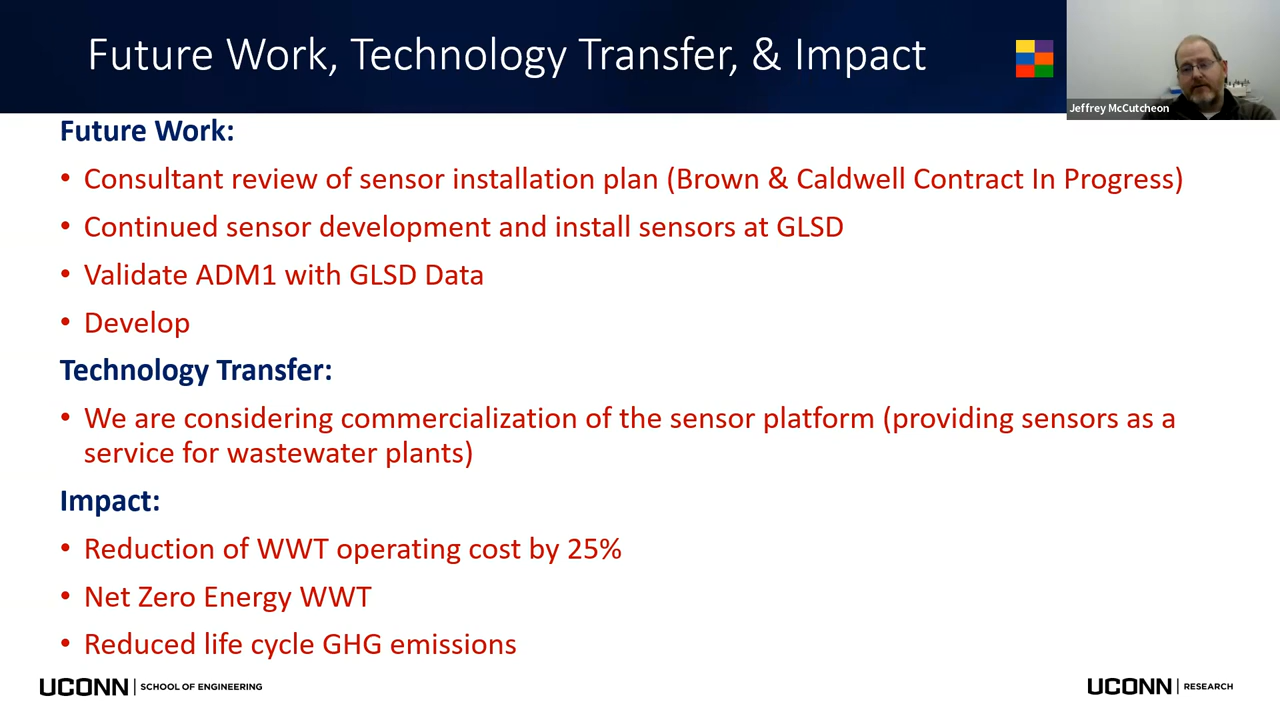 Future Work, Technology Transfer, & Impact
Jeffrey McCutcheon
Future Work:
• Consultant review of sensor installation plan (Brown & Caldwell Contract In Progress)
• Continued sensor development and install sensors at GLSD
• Validate ADM1 with GLSD Data
• Develop
Technology Transfer:
• We are considering commercialization of the sensor platform (providing sensors as a
service for wastewater plants)
Impact:
• Reduction of WWT operating cost by 25%
• Net Zero Energy WWT
• Reduced life cycle GHG emissions
UCONN | SCHOOL OF ENGINEERING
UCONN | RESEARCH